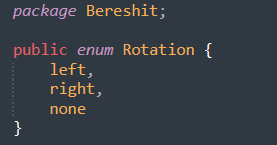 package Bereshit;
public enum Rotation {
left,
right,
none
}